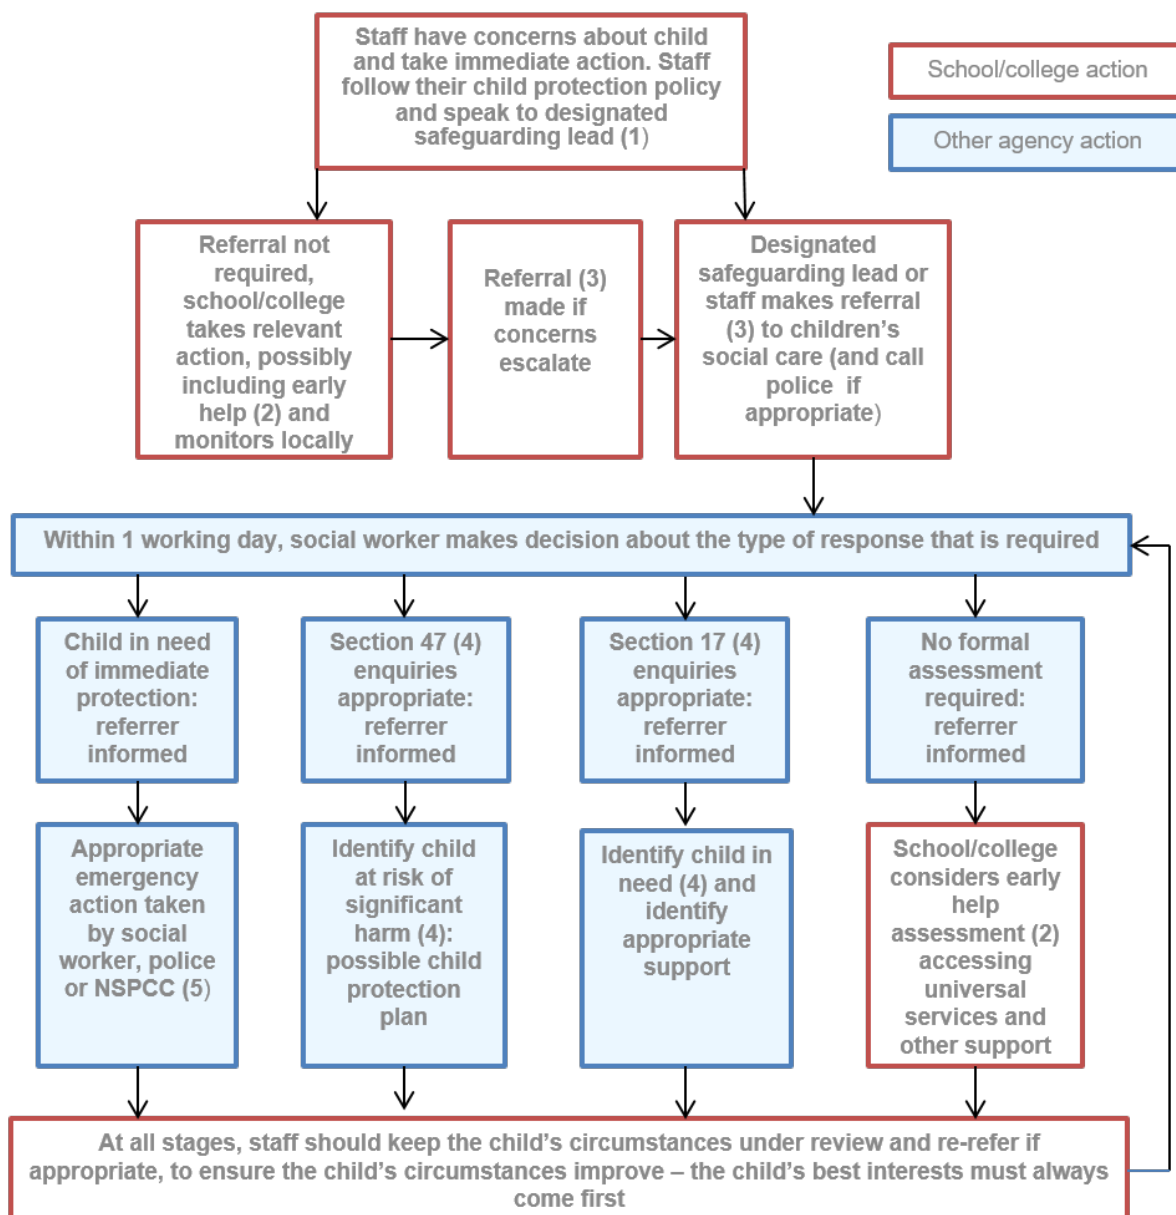 Staff have concerns about child
and take immediate action. Staff
follow their child protection policy
and speak to designated
safeguarding lead (1)
School/college action
Other agency action
Referral not
required,
school/college
takes relevant
action, possibly
including early
help (2) and
monitors locally
Referral (3)
made if
concerns
escalate
Designated
safeguarding lead or
staff makes referral
(3) to children’s
social care (and call
police if
appropriate)
Within 1 working day, social worker makes decision about the type of response that is required
Child in need
of immediate
protection:
referrer
informed
Section 47 (4)
enquiries
appropriate:
referrer
informed
Section 17 (4)
enquiries
appropriate:
referrer
informed
No formal
assessment
required:
referrer
informed
Appropriate
emergency
action taken
by social
worker, police
or NSPCC (5)
Identify child
at risk of
significant
harm (4):
possible child
protection
plan
Identify child in
need (4) and
identify
appropriate
support
School/college
considers early
help
assessment (2)
accessing
universal
services and
other support
At all stages, staff should keep the child’s circumstances under review and re-refer if
appropriate, to ensure the child’s circumstances improve – the child’s best interests must always
come first